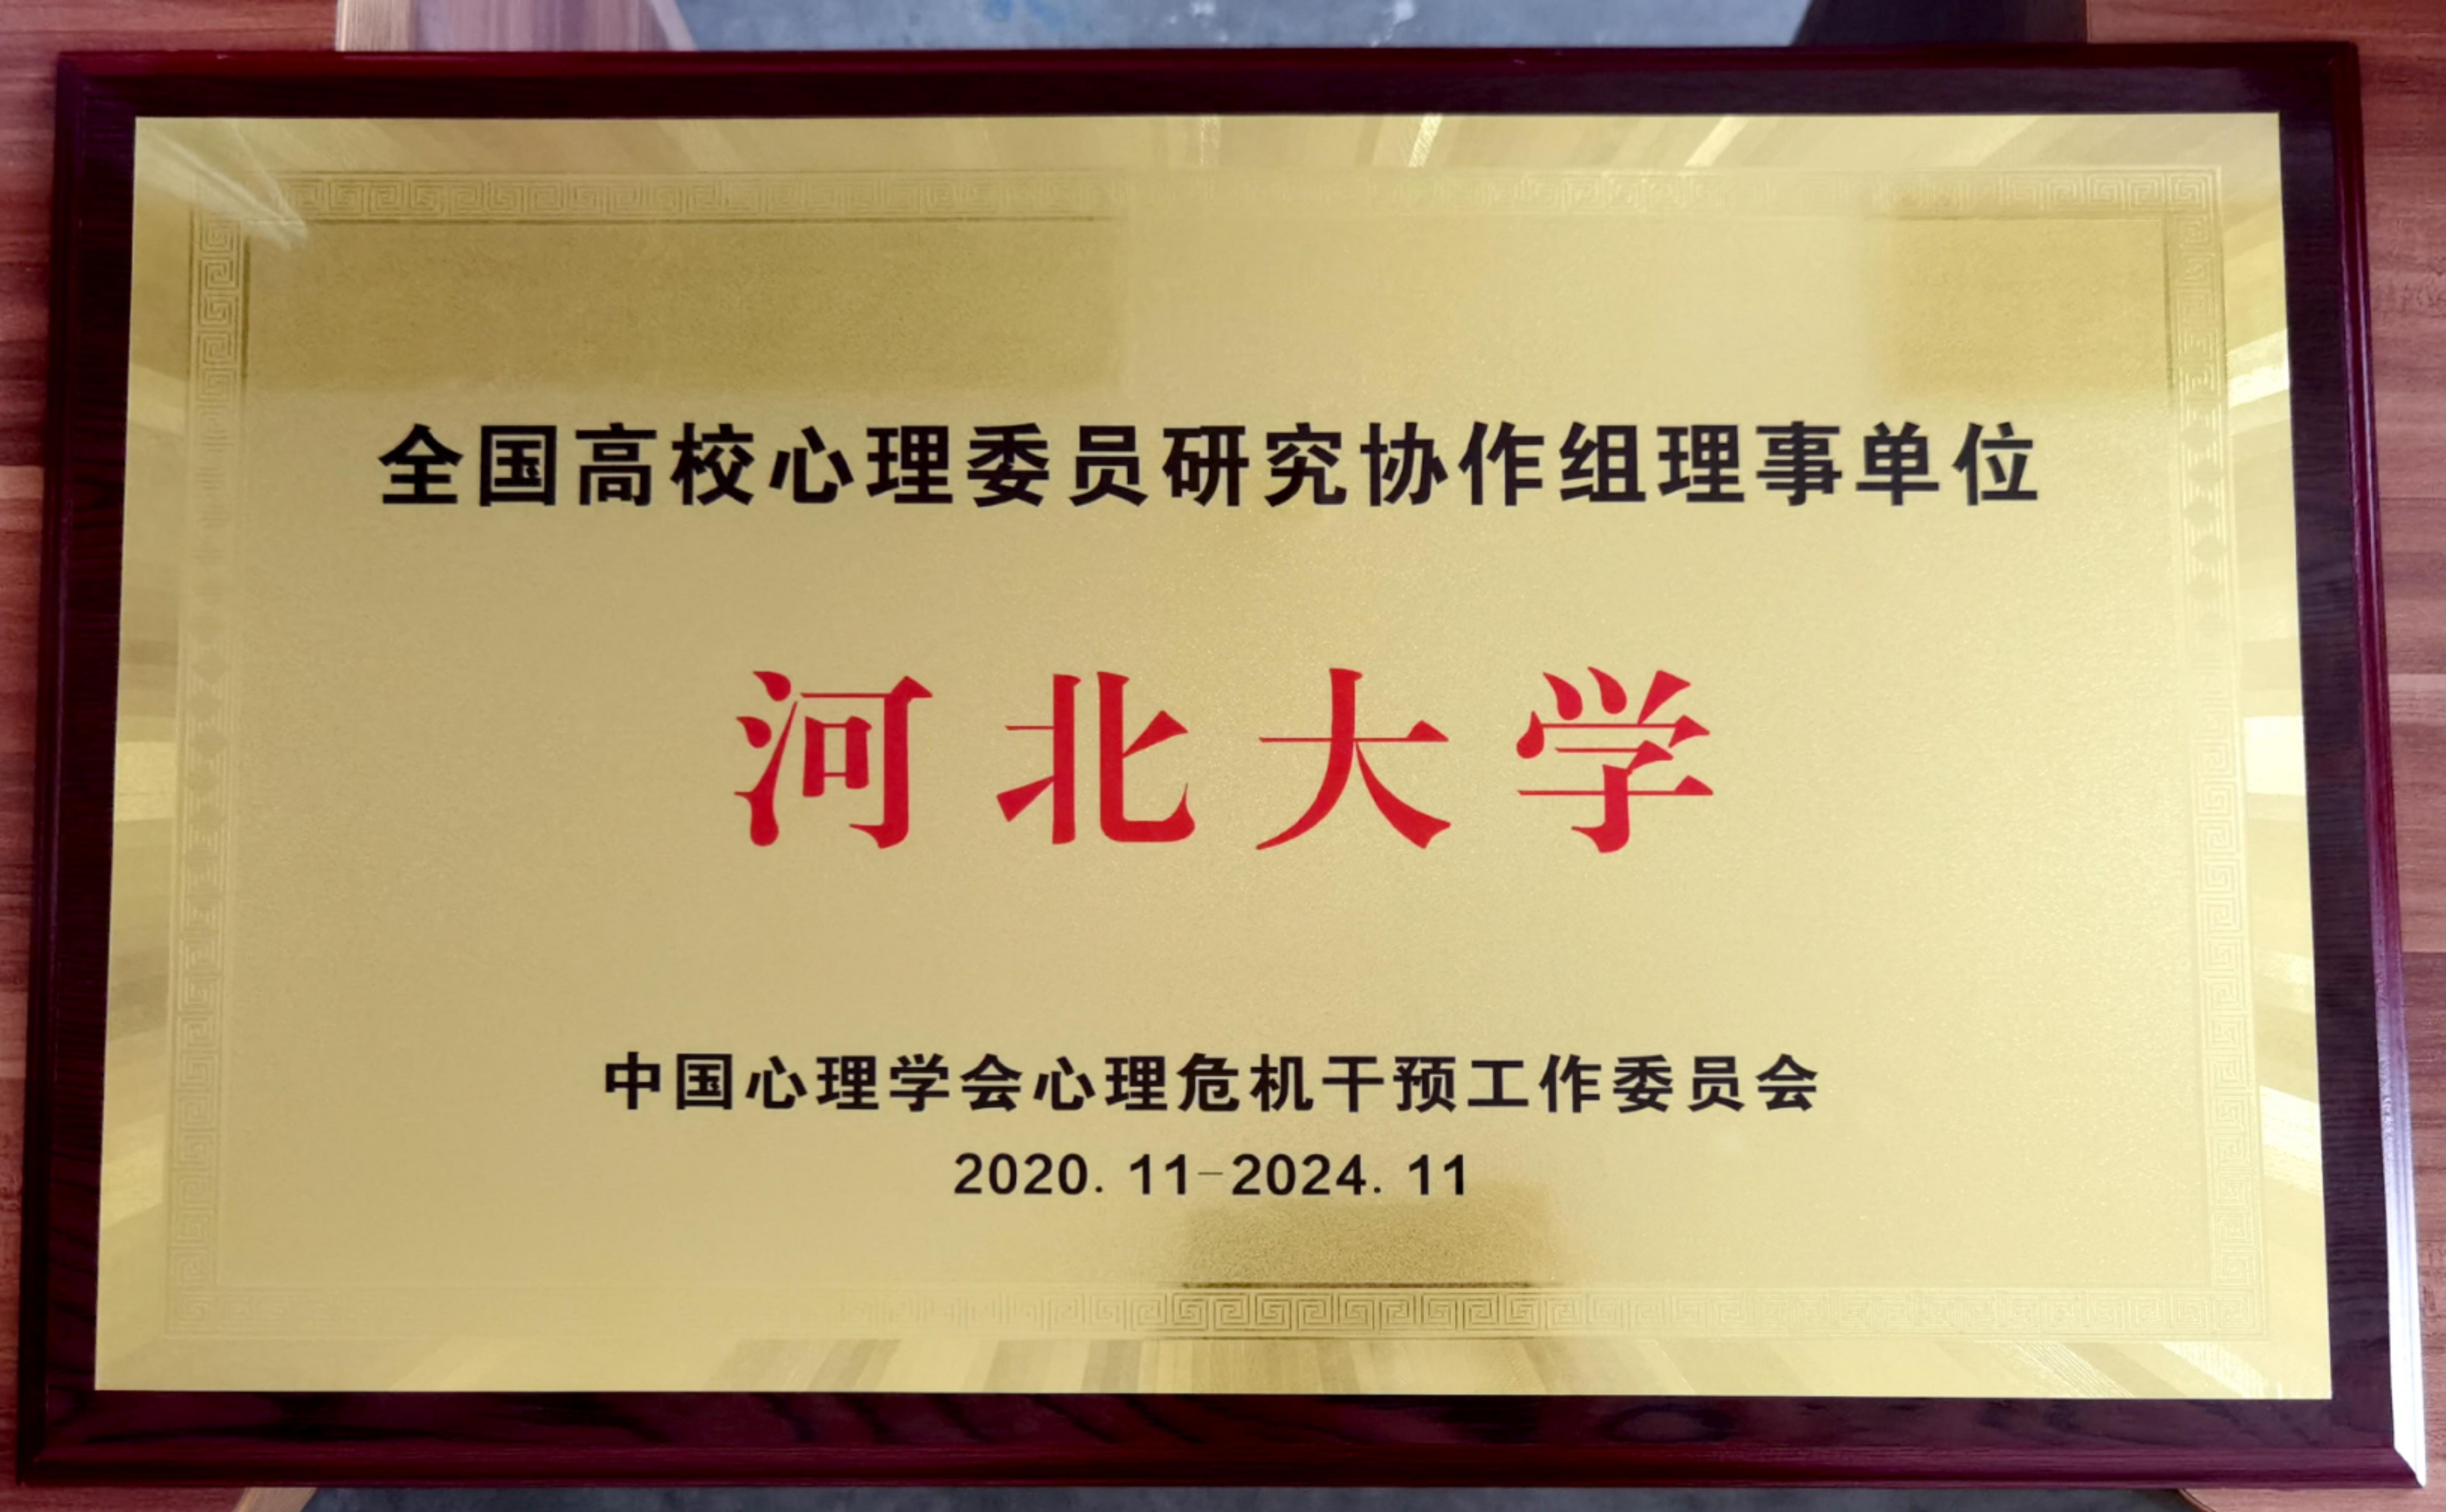 全国高校心理委员研究协作组理事单位
河北大学
中国心理学会心理危机干预工作委员会
2020.11-2024.11